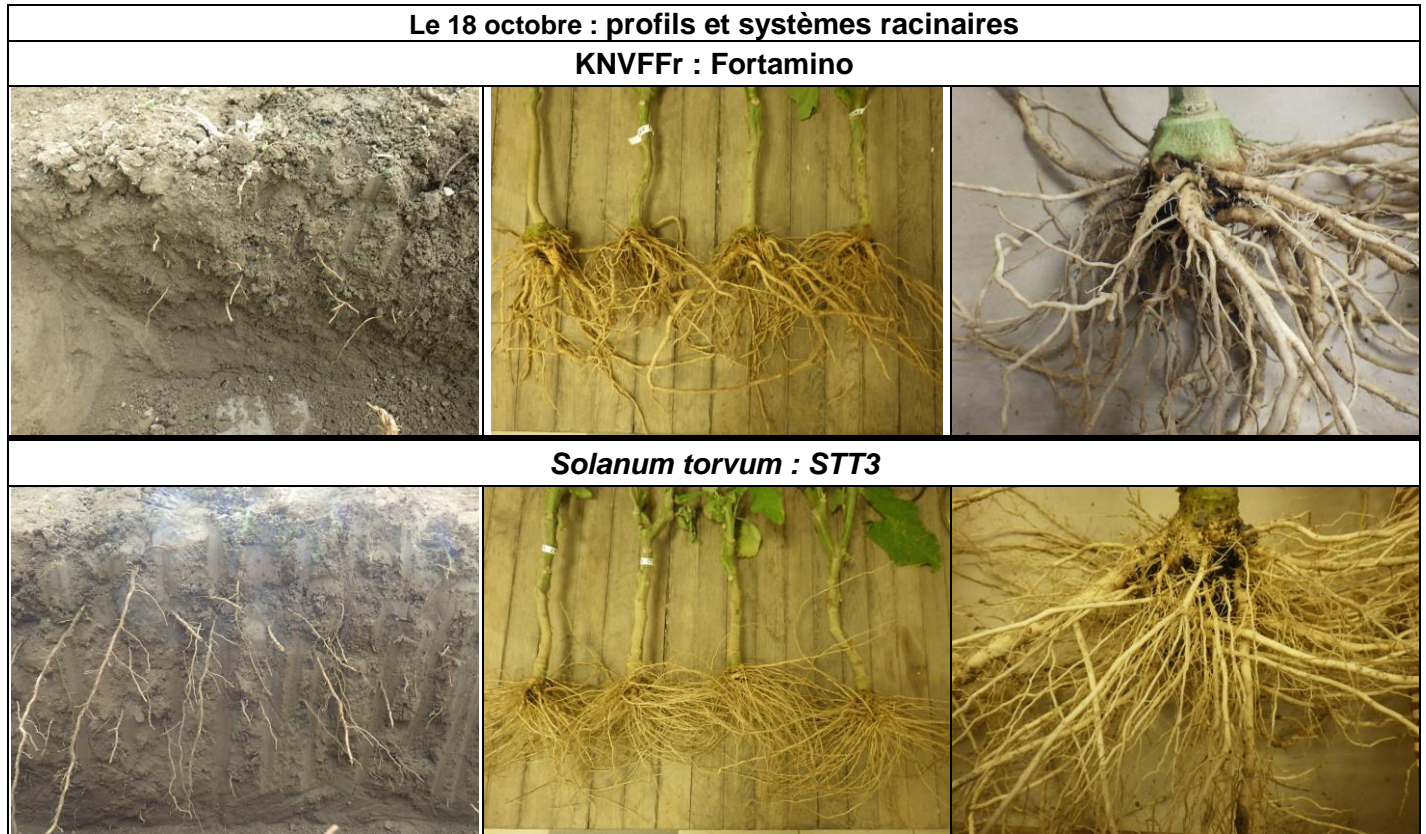 Le 18 octobre : profils et systèmes racinaires
KNVFFr : Fortamino
Solanum torvum : STT3